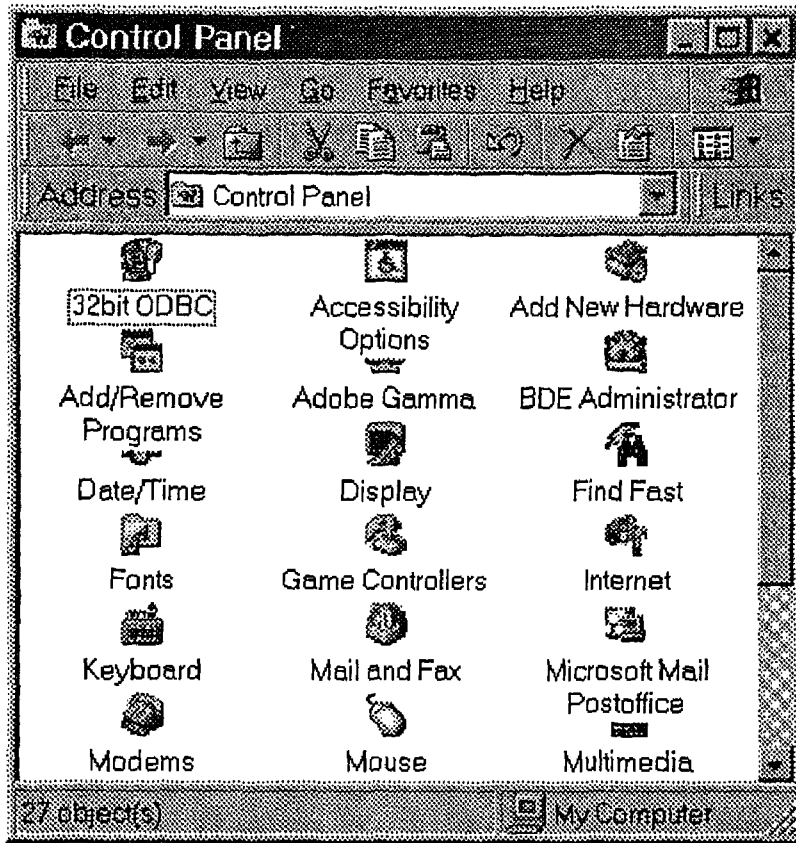 Control Panel
File Edit View Go Favorites Help
Address Control Panel Links
32bit ODBC Accessibility Options Add New Hardware
Add/Remove Programs Adobe Gamma BDE Administrator
Date/Time Display Find Fast
Fonts Game Controllers Internet
Keyboard Mail and Fax Microsoft Mail Postoffice
Modems Mouse Multimedia
27 object(s) My Computer